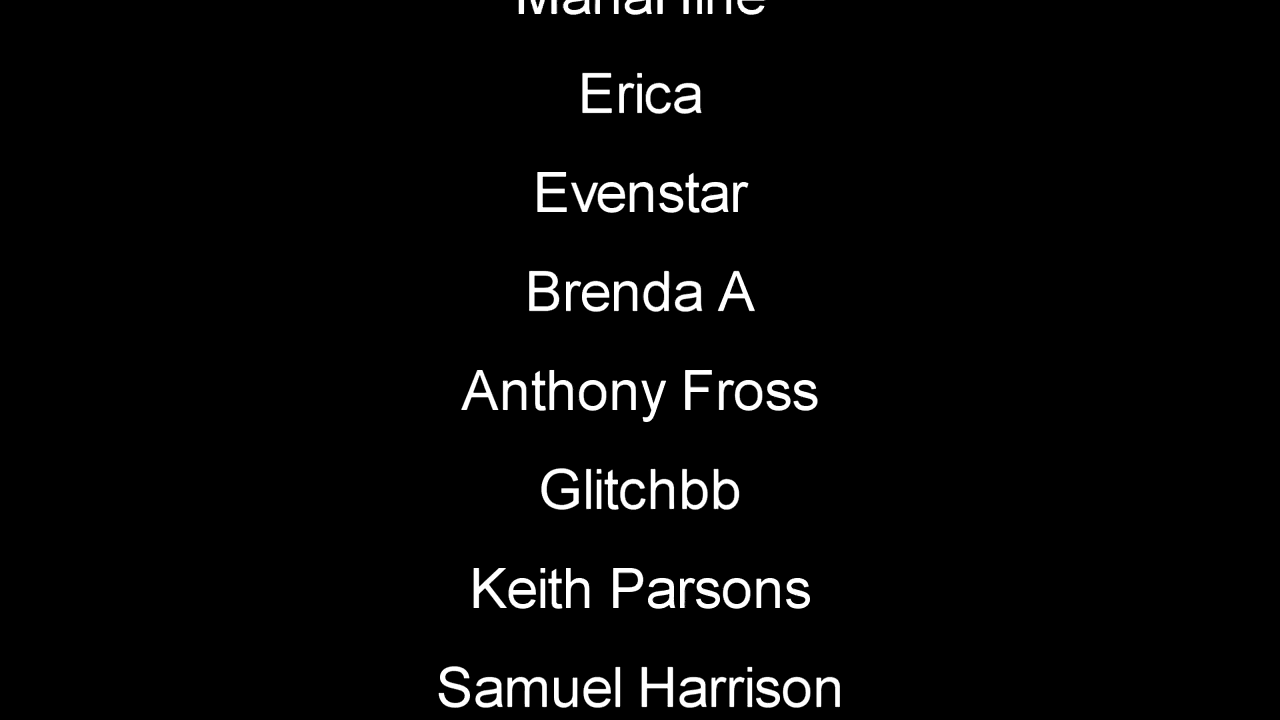 Erica
Evenstar
Brenda A
Anthony Fross
Glitchbb
Keith Parsons
Samuel Harrison